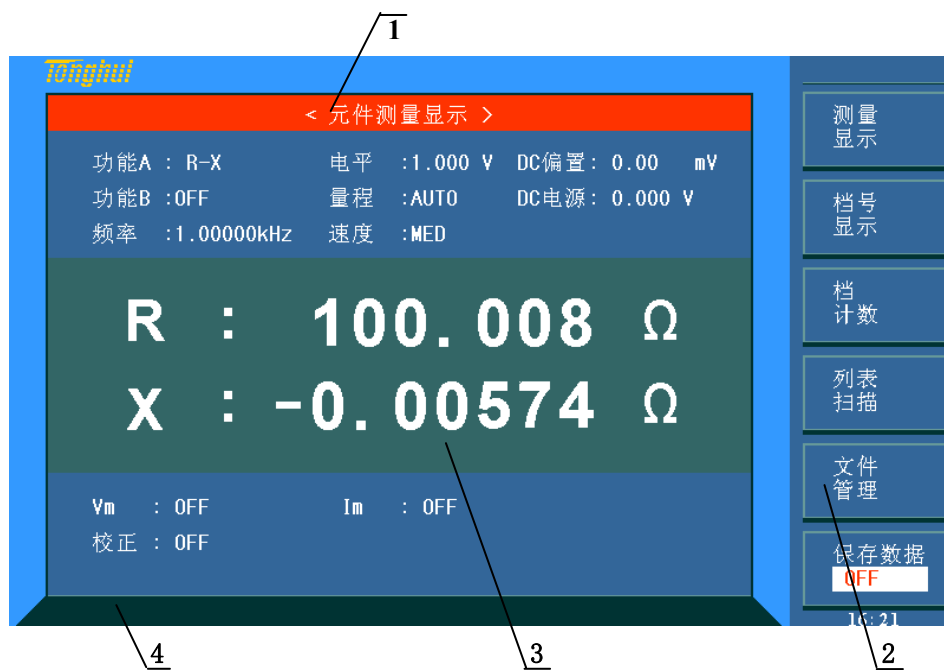 1
Tonghui
< 元件测量显示 >
功能A : R-X 电平 :1.000 V DC偏置: 0.00 mV
功能B :OFF 量程 :AUTO DC电源: 0.000 V
频率 :1.00000kHz 速度 :MED
R : 100.008 Ω
X : -0.00574 Ω
Vm : OFF Im : OFF
校正 : OFF
测量
显示
档号
显示
档
计数
列表
扫描
文件
管理
保存数据
OFF
16:21
4
3
2